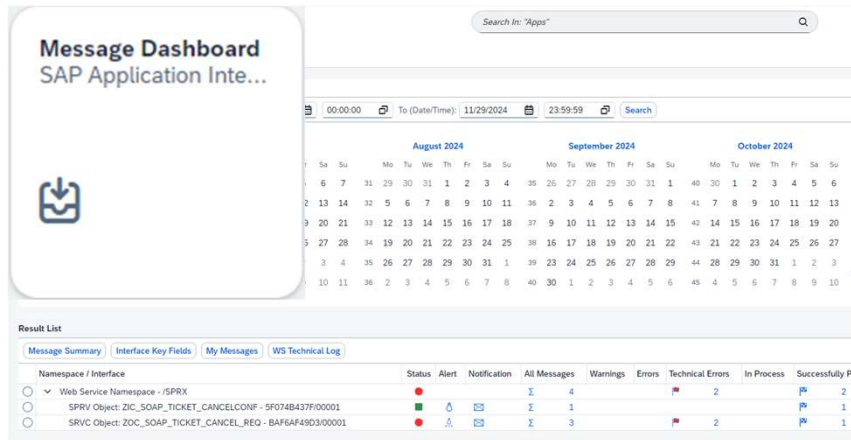 Search In: "Apps"
Message Dashboard
SAP Application Inte...
00:00:00 To (Date/Time): 11/29/2024 23:59:59 Search
August 2024 September 2024 October 2024
Sa Su Mo Tu We Th Fr Sa Su Mo Tu We Th Fr Sa Su Mo Tu We Th Fr Sa Su
6 7 31 29 30 31 1 2 3 4 35 26 27 28 29 30 31 1 40 30 1 2 3 4 5 6
13 14 32 5 6 7 8 9 10 11 36 2 3 4 5 6 7 8 41 7 8 9 10 11 12 13
20 21 33 12 13 14 15 16 17 18 37 9 10 11 12 13 14 15 42 14 15 16 17 18 19 20
27 28 34 19 20 21 22 23 24 25 38 16 17 18 19 20 21 22 43 21 22 23 24 25 26 27
3 4 35 26 27 28 29 30 31 1 39 23 24 25 26 27 28 29 44 28 29 30 31 1 2 3
10 11 36 2 3 4 5 6 7 8 40 30 1 2 3 4 5 6 45 4 5 6 7 8 9 10
Result List
Message Summary Interface Key Fields My Messages WS Technical Log
Namespace / Interface Status Alert Notification All Messages Warnings Errors Technical Errors In Process Successfully P
Web Service Namespace - /SPRX Σ 4 2 2
SPRV Object: ZIC_SOAP_TICKET_CANCELCONF - 5F074B437F/00001 Σ 1 1
SRVC Object: ZOC_SOAP_TICKET_CANCEL_REQ - BAF6AF49D3/00001 Σ 3 2 1